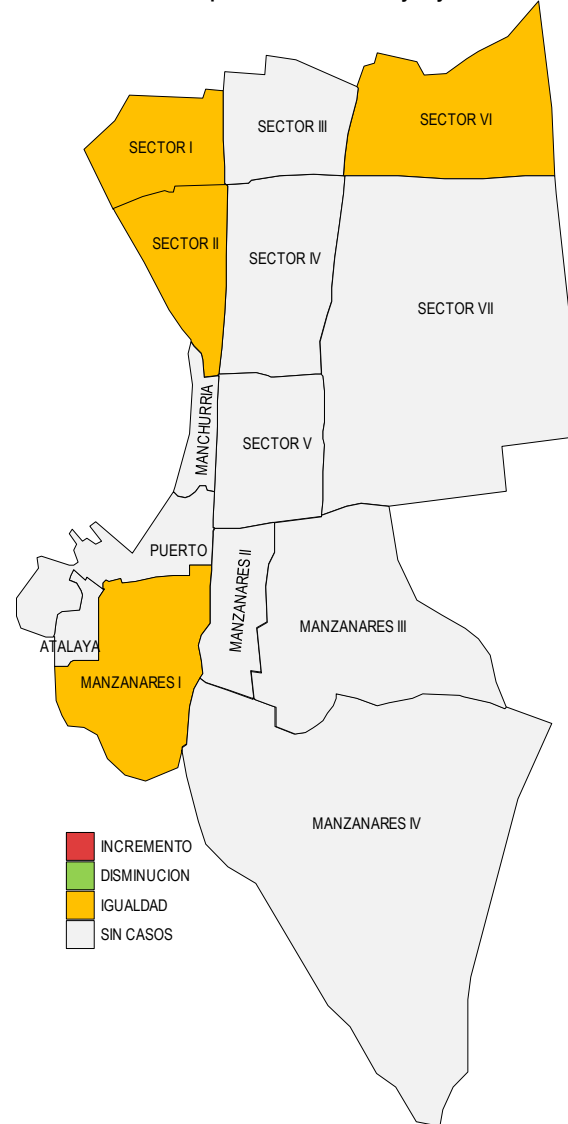 SECTOR I
SECTOR III
SECTOR VI
SECTOR II
SECTOR IV
SECTOR VII
MANCHURRIA
SECTOR V
PUERTO
MANZANARES II
MANZANARES III
ATALAYA
MANZANARES I
MANZANARES IV
INCREMENTO
DISMINUCION
IGUALDAD
SIN CASOS